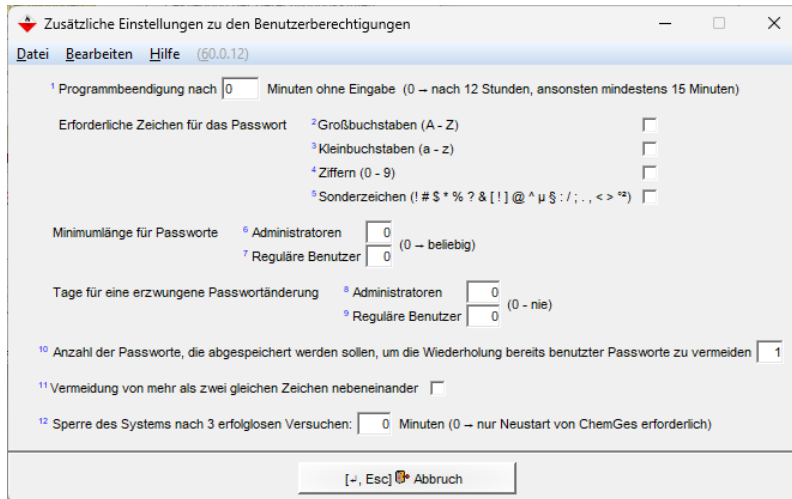 Zusätzliche Einstellungen zu den Benutzerberechtigungen
Datei Bearbeiten Hilfe (60.0.12)
1 Programmbeendigung nach 0 Minuten ohne Eingabe (0 → nach 12 Stunden, ansonsten mindestens 15 Minuten)
Erforderliche Zeichen für das Passwort 2 Großbuchstaben (A - Z)
3 Kleinbuchstaben (a - z)
4 Ziffern (0 - 9)
5 Sonderzeichen (! # $ * % ? & [ ! ] @ ^ µ § : / ; . , < > °²)
Minimumlänge für Passworte 6 Administratoren 0
(0 → beliebig)
7 Reguläre Benutzer 0
Tage für eine erzwungene Passwortänderung 8 Administratoren 0
(0 - nie)
9 Reguläre Benutzer 0
10 Anzahl der Passworte, die abgespeichert werden sollen, um die Wiederholung bereits benutzter Passworte zu vermeiden 1
11 Vermeidung von mehr als zwei gleichen Zeichen nebeneinander
12 Sperre des Systems nach 3 erfolglosen Versuchen: 0 Minuten (0 → nur Neustart von ChemGes erforderlich)
[↲, Esc] Abbruch